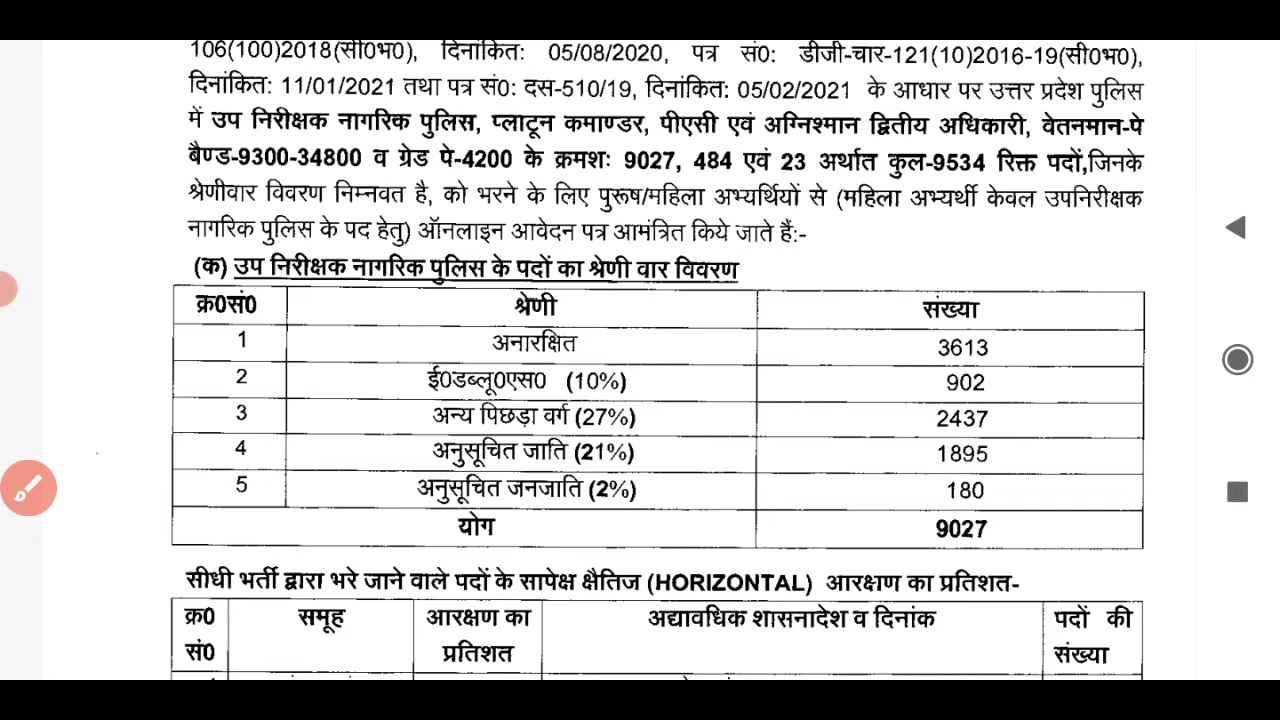 106(100)2018(सी0भ0), दिनांकितः 05/08/2020, पत्र सं0: डीजी-चार-121(10)2016-19(सी0भ0),
दिनांकितः 11/01/2021 तथा पत्र सं0: दस-510/19, दिनांकितः 05/02/2021 के आधार पर उत्तर प्रदेश पुलिस
में उप निरीक्षक नागरिक पुलिस, प्लाटून कमाण्डर, पीएसी एवं अग्निश्मान द्वितीय अधिकारी, वेतनमान-पे
बैण्ड-9300-34800 व ग्रेड पे-4200 के क्रमशः 9027, 484 एवं 23 अर्थात कुल-9534 रिक्त पदों,जिनके
श्रेणीवार विवरण निम्नवत है, को भरने के लिए पुरूष/महिला अभ्यर्थियों से (महिला अभ्यर्थी केवल उपनिरीक्षक
नागरिक पुलिस के पद हेतु) ऑनलाइन आवेदन पत्र आमंत्रित किये जाते हैं:-
(क) उप निरीक्षक नागरिक पुलिस के पदों का श्रेणी वार विवरण
क्र0सं0 श्रेणी संख्या
1 अनारक्षित 3613
2 ई0डब्लू0एस0 (10%) 902
3 अन्य पिछड़ा वर्ग (27%) 2437
4 अनुसूचित जाति (21%) 1895
5 अनुसूचित जनजाति (2%) 180
योग 9027
सीधी भर्ती द्वारा भरे जाने वाले पदों के सापेक्ष क्षैतिज (HORIZONTAL) आरक्षण का प्रतिशत-
क्र0 समूह आरक्षण का अद्यावधिक शासनादेश व दिनांक पदों की
सं0 प्रतिशत संख्या